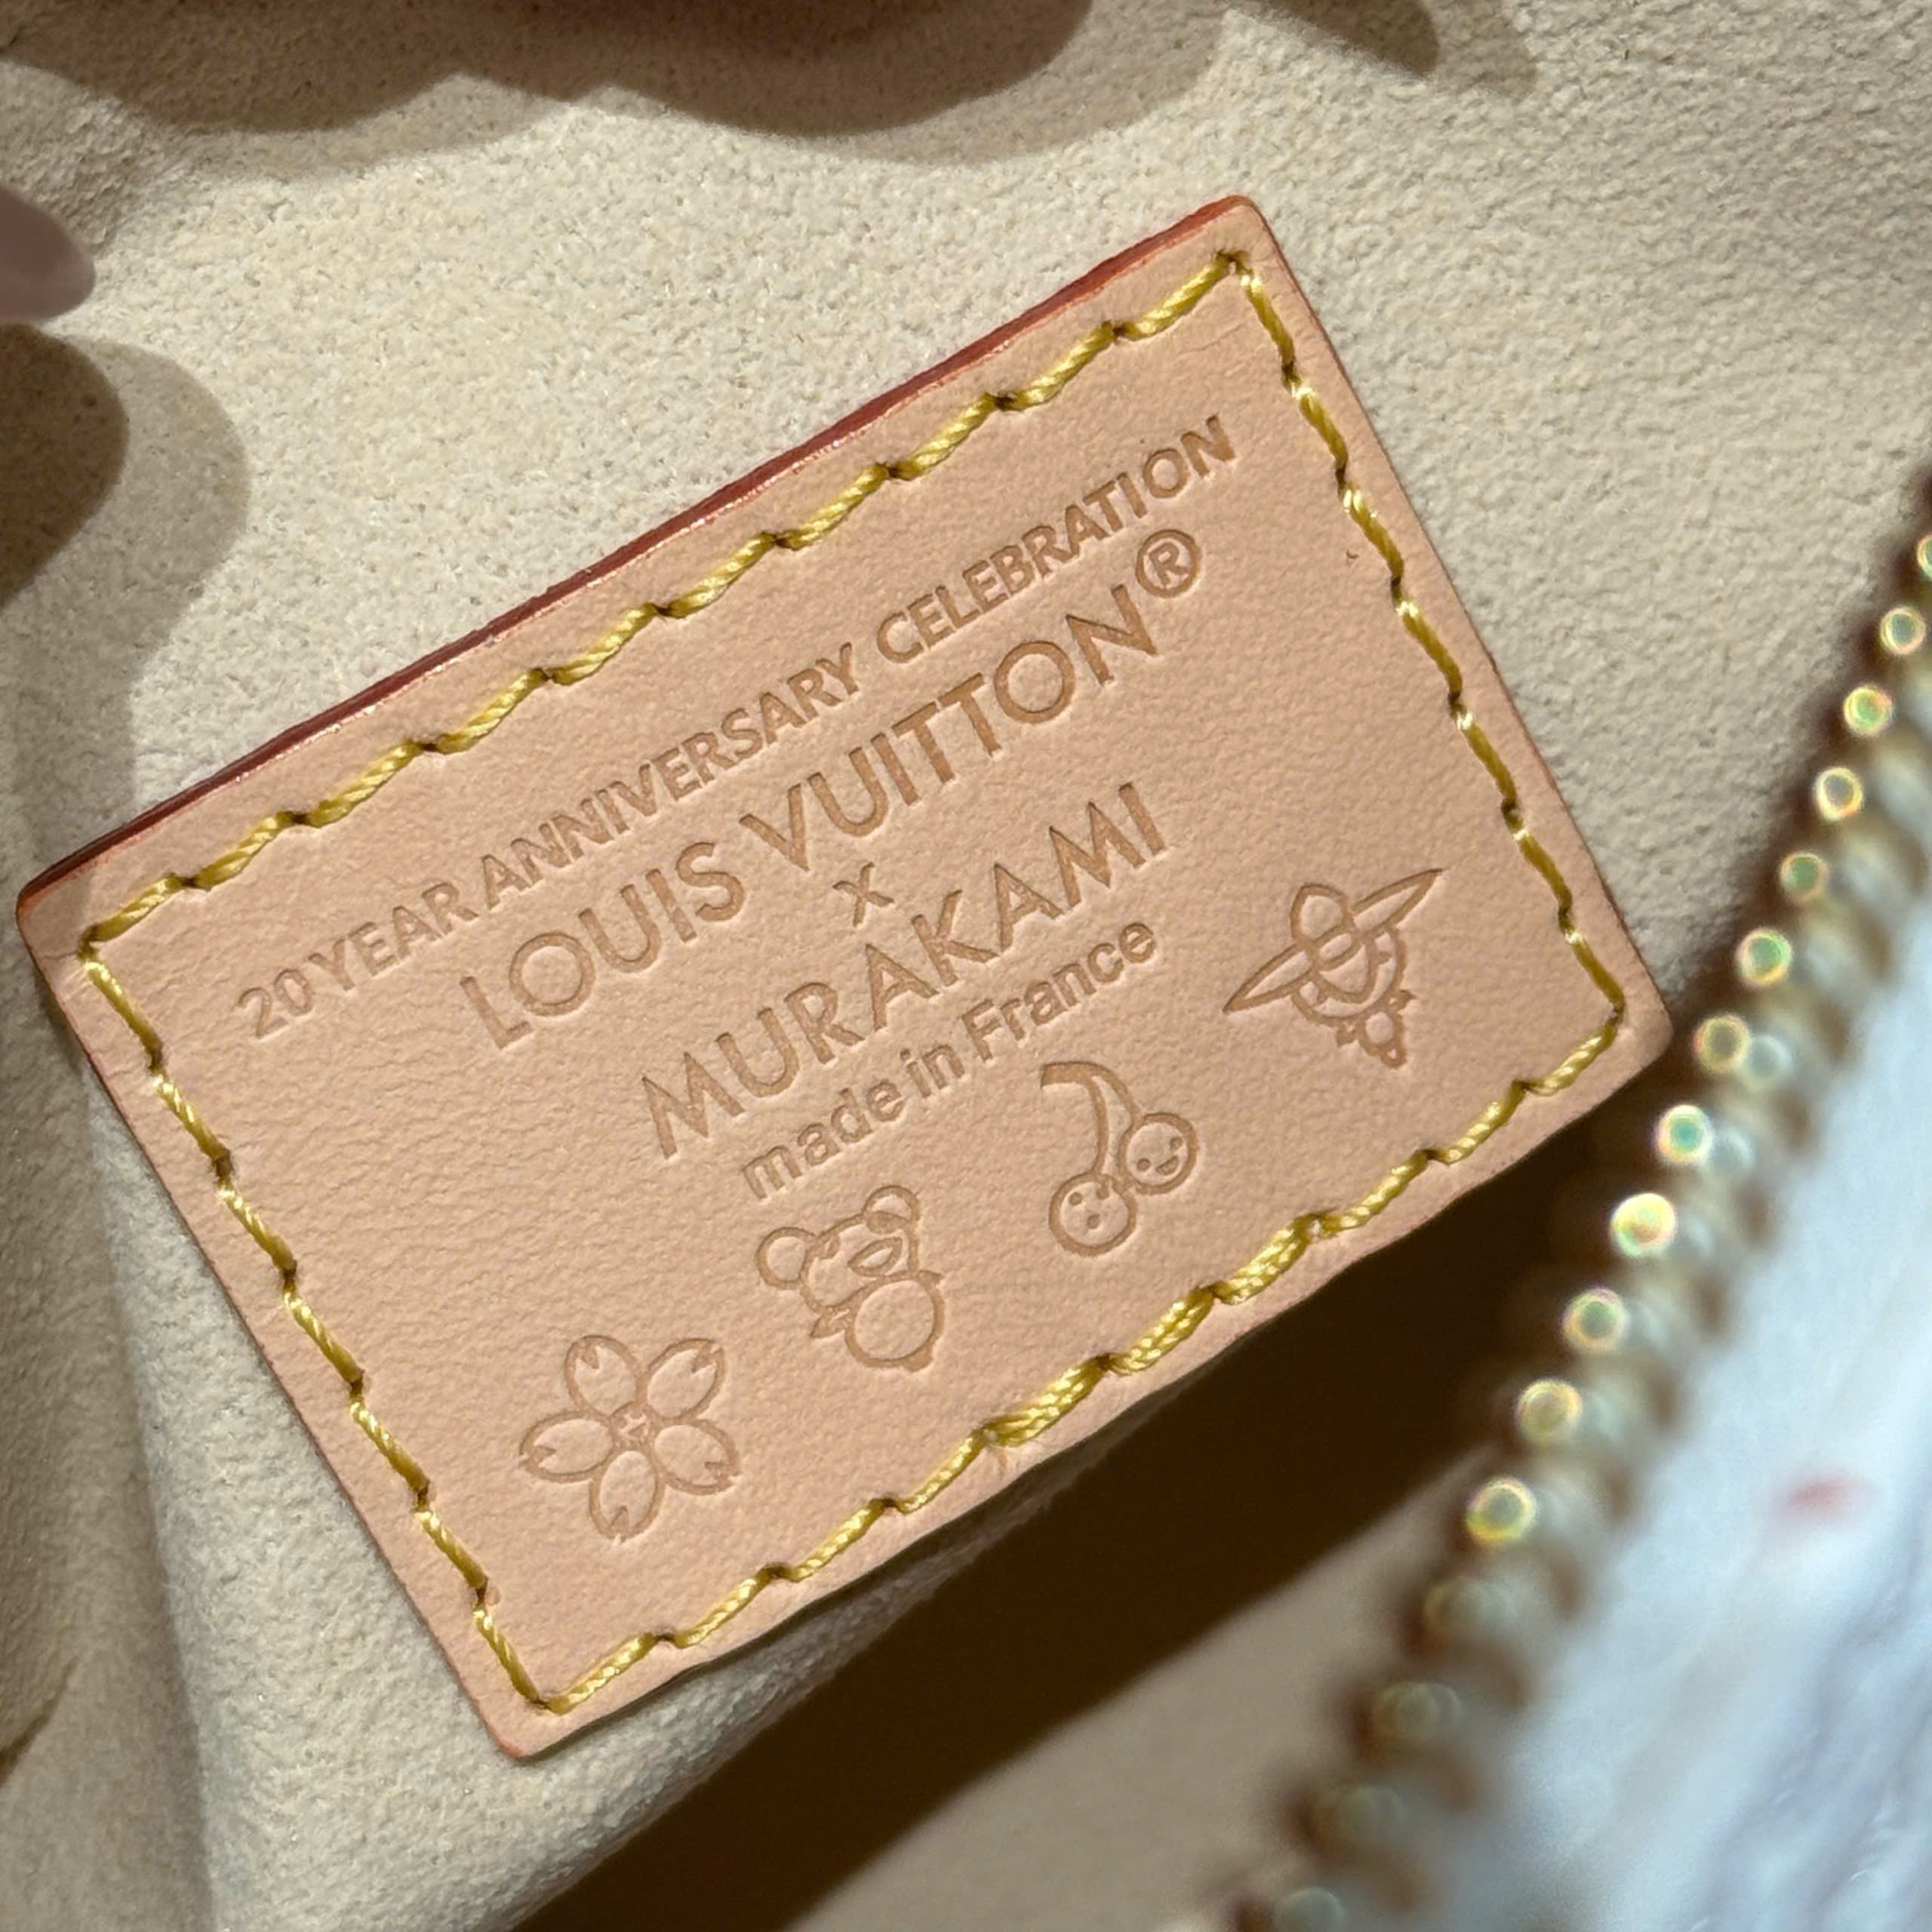 20 YEAR ANNIVERSARY CELEBRATION
LOUIS VUITTON®
x
MURAKAMI
made in France